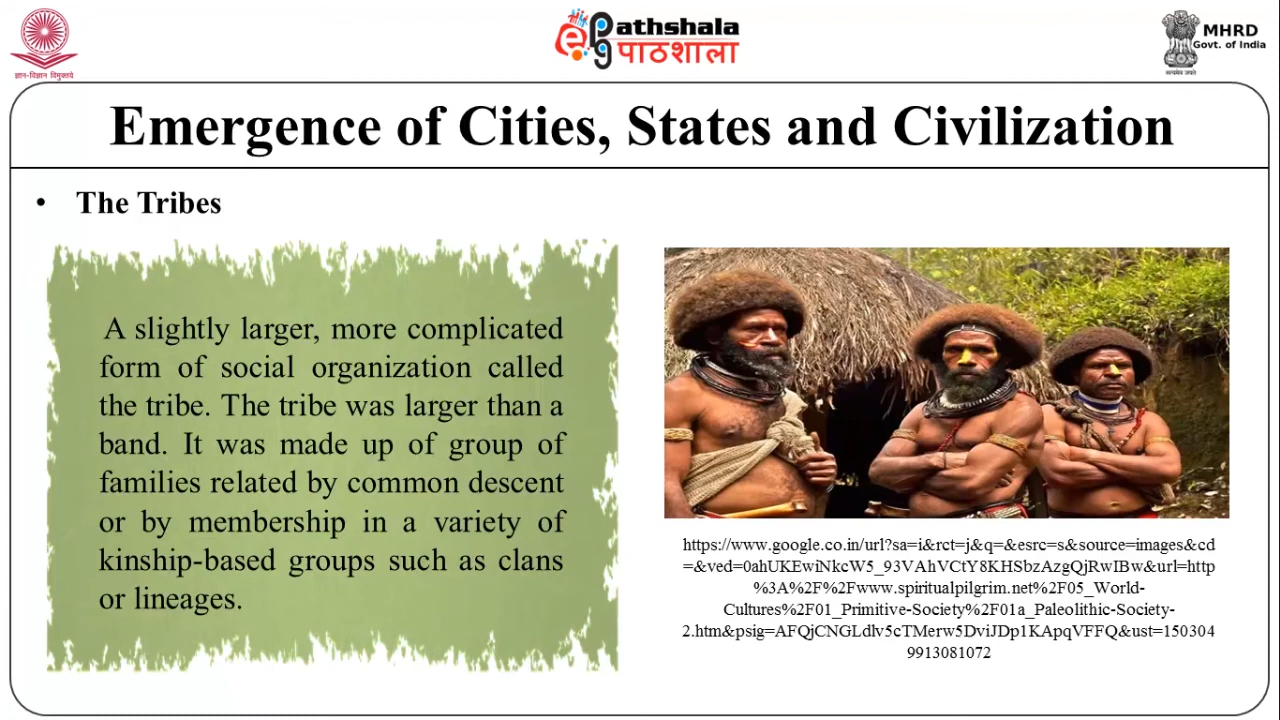 ज्ञान-विज्ञान विमुक्तये
ePG Pathshala
पाठशाला
MHRD
Govt. of India
सत्यमेव जयते
Emergence of Cities, States and Civilization
• The Tribes
A slightly larger, more complicated
form of social organization called
the tribe. The tribe was larger than a
band. It was made up of group of
families related by common descent
or by membership in a variety of
kinship-based groups such as clans
or lineages.
https://www.google.co.in/url?sa=i&rct=j&q=&esrc=s&source=images&cd
=&ved=0ahUKEwiNkcW5_93VAhVCtY8KHSbzAzgQjRwIBw&url=http
%3A%2F%2Fwww.spiritualpilgrim.net%2F05_World-
Cultures%2F01_Primitive-Society%2F01a_Paleolithic-Society-
2.htm&psig=AFQjCNGLdlv5cTMerw5DviJDp1KApqVFFQ&ust=150304
9913081072